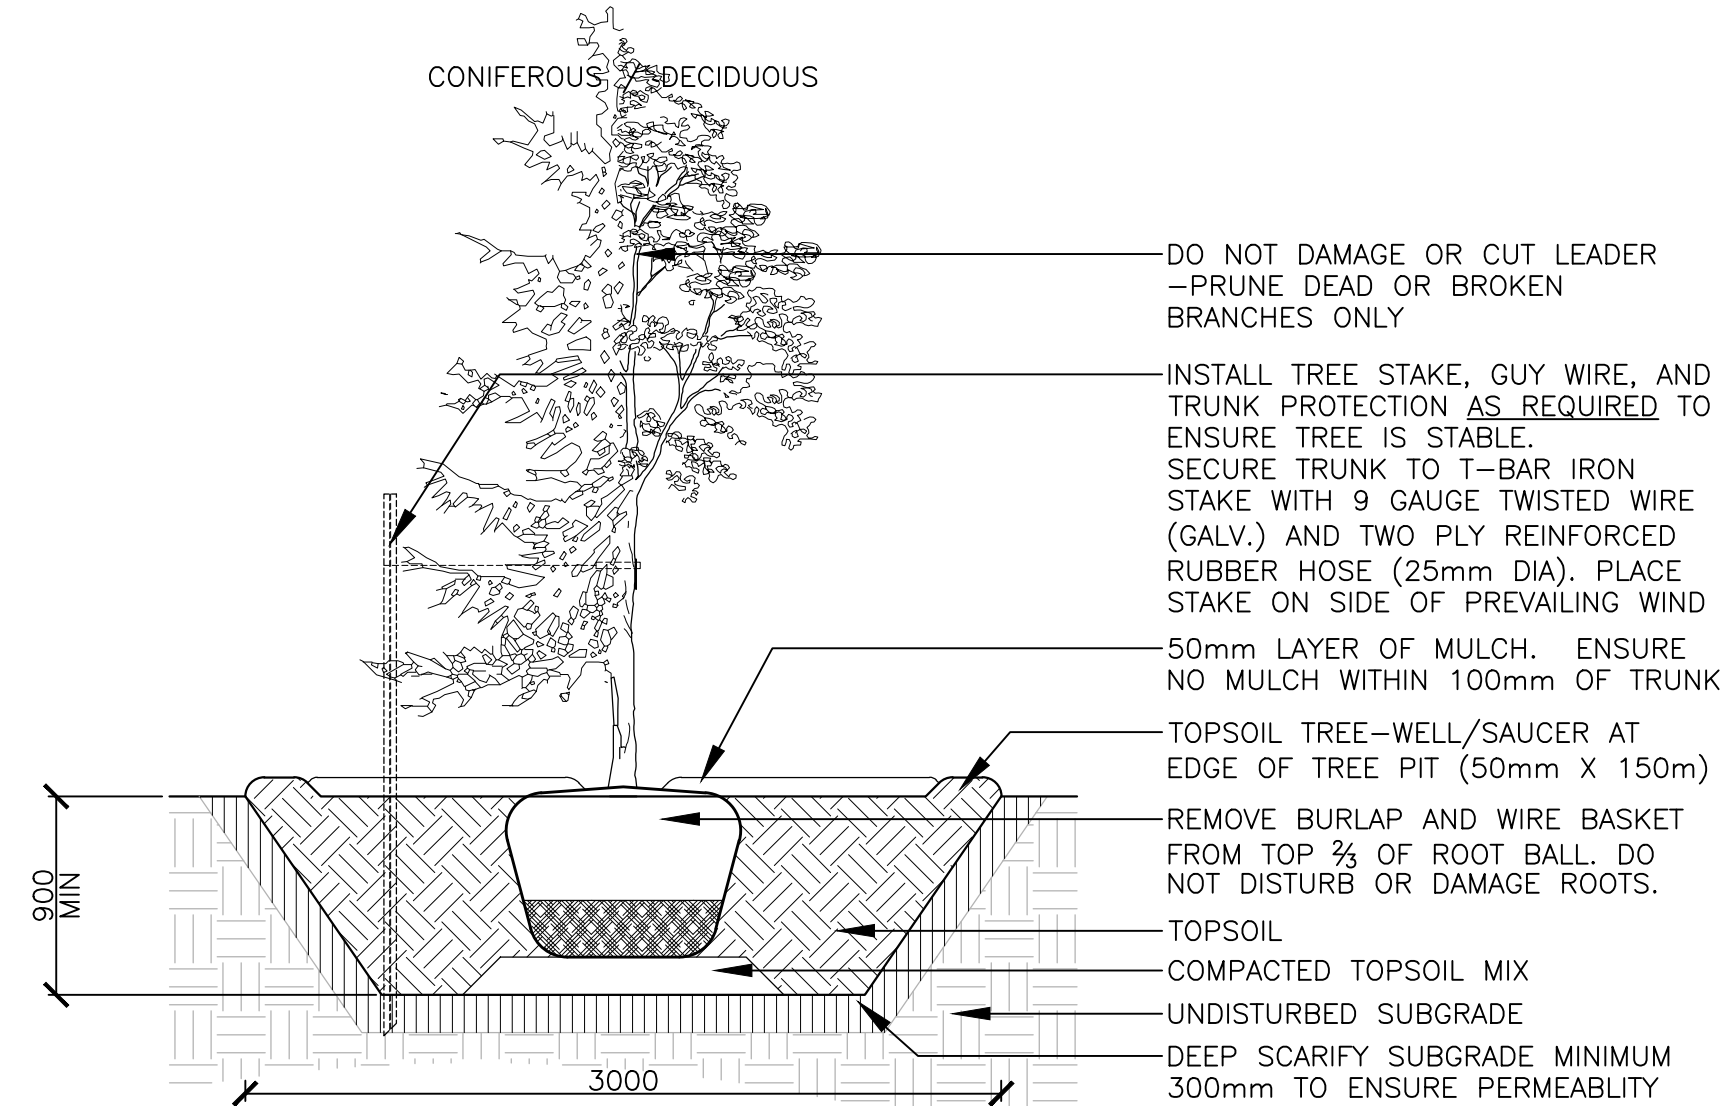 CONIFEROUS / DECIDUOUS
DO NOT DAMAGE OR CUT LEADER
-PRUNE DEAD OR BROKEN
BRANCHES ONLY
INSTALL TREE STAKE, GUY WIRE, AND
TRUNK PROTECTION AS REQUIRED TO
ENSURE TREE IS STABLE.
SECURE TRUNK TO T-BAR IRON
STAKE WITH 9 GAUGE TWISTED WIRE
(GALV.) AND TWO PLY REINFORCED
RUBBER HOSE (25mm DIA). PLACE
STAKE ON SIDE OF PREVAILING WIND
50mm LAYER OF MULCH. ENSURE
NO MULCH WITHIN 100mm OF TRUNK
TOPSOIL TREE-WELL/SAUCER AT
EDGE OF TREE PIT (50mm X 150m)
REMOVE BURLAP AND WIRE BASKET
FROM TOP ⅔ OF ROOT BALL. DO
NOT DISTURB OR DAMAGE ROOTS.
TOPSOIL
COMPACTED TOPSOIL MIX
UNDISTURBED SUBGRADE
DEEP SCARIFY SUBGRADE MINIMUM
300mm TO ENSURE PERMEABLITY
900
MIN
3000